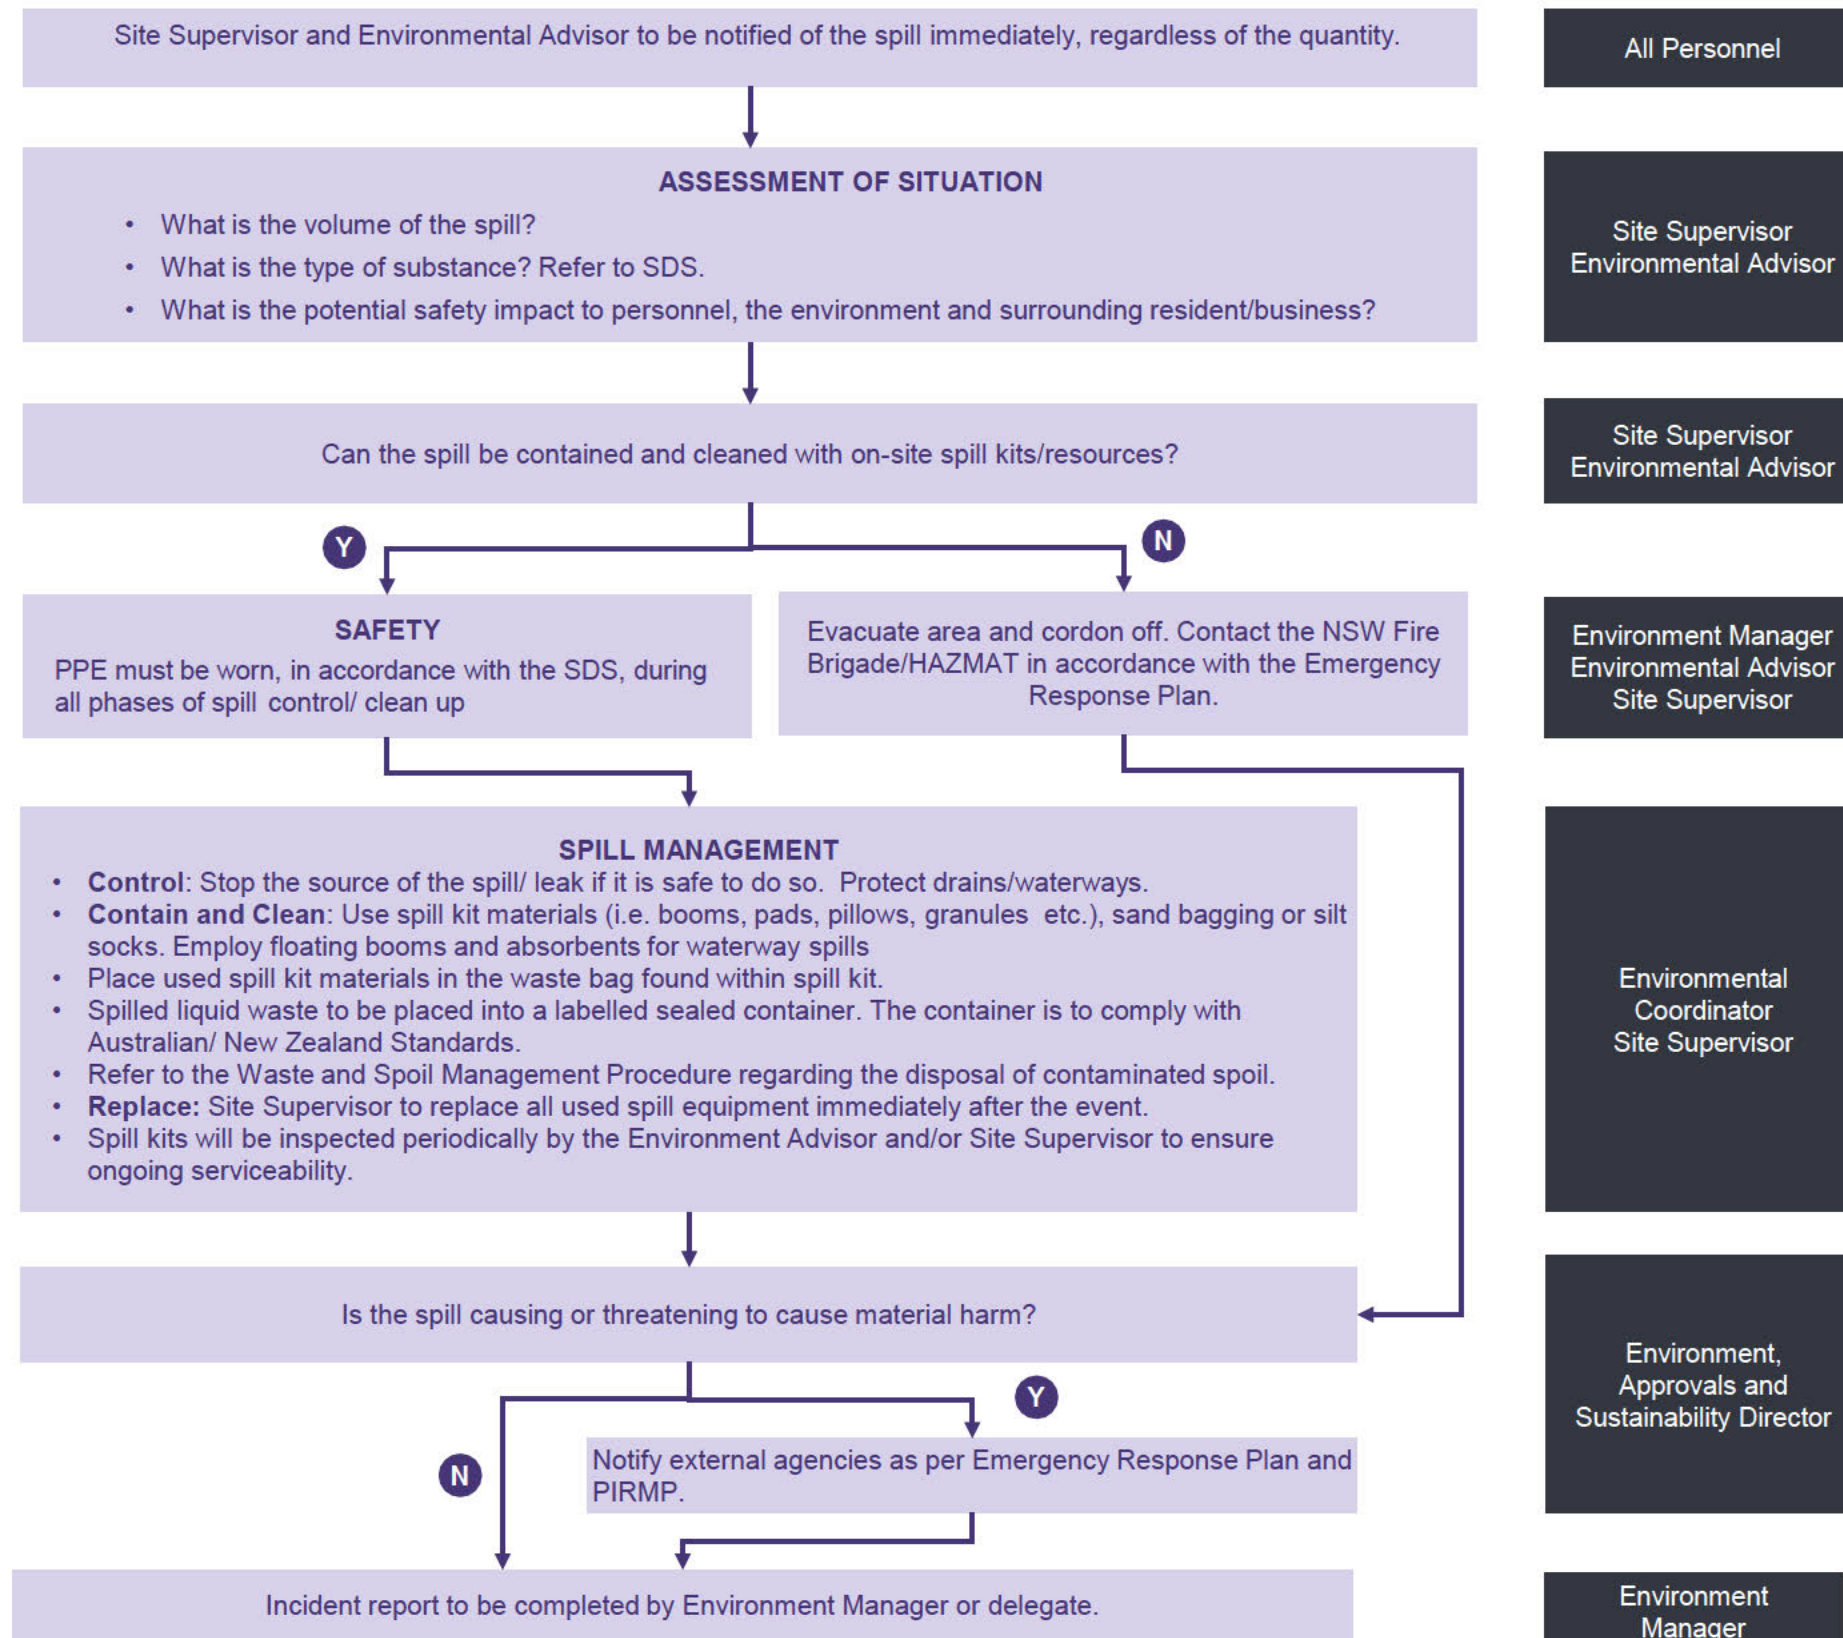 Site Supervisor and Environmental Advisor to be notified of the spill immediately, regardless of the quantity.
All Personnel
ASSESSMENT OF SITUATION
• What is the volume of the spill?
• What is the type of substance? Refer to SDS.
• What is the potential safety impact to personnel, the environment and surrounding resident/business?
Site Supervisor
Environmental Advisor
Can the spill be contained and cleaned with on-site spill kits/resources?
Site Supervisor
Environmental Advisor
Y
N
SAFETY
PPE must be worn, in accordance with the SDS, during
all phases of spill control/ clean up
Evacuate area and cordon off. Contact the NSW Fire
Brigade/HAZMAT in accordance with the Emergency
Response Plan.
Environment Manager
Environmental Advisor
Site Supervisor
SPILL MANAGEMENT
• Control: Stop the source of the spill/ leak if it is safe to do so. Protect drains/waterways.
• Contain and Clean: Use spill kit materials (i.e. booms, pads, pillows, granules etc.), sand bagging or silt
socks. Employ floating booms and absorbents for waterway spills
• Place used spill kit materials in the waste bag found within spill kit.
• Spilled liquid waste to be placed into a labelled sealed container. The container is to comply with
Australian/ New Zealand Standards.
• Refer to the Waste and Spoil Management Procedure regarding the disposal of contaminated spoil.
• Replace: Site Supervisor to replace all used spill equipment immediately after the event.
• Spill kits will be inspected periodically by the Environment Advisor and/or Site Supervisor to ensure
ongoing serviceability.
Environmental
Coordinator
Site Supervisor
Is the spill causing or threatening to cause material harm?
Environment,
Approvals and
Sustainability Director
Y
N
Notify external agencies as per Emergency Response Plan and
PIRMP.
Incident report to be completed by Environment Manager or delegate.
Environment
Manager